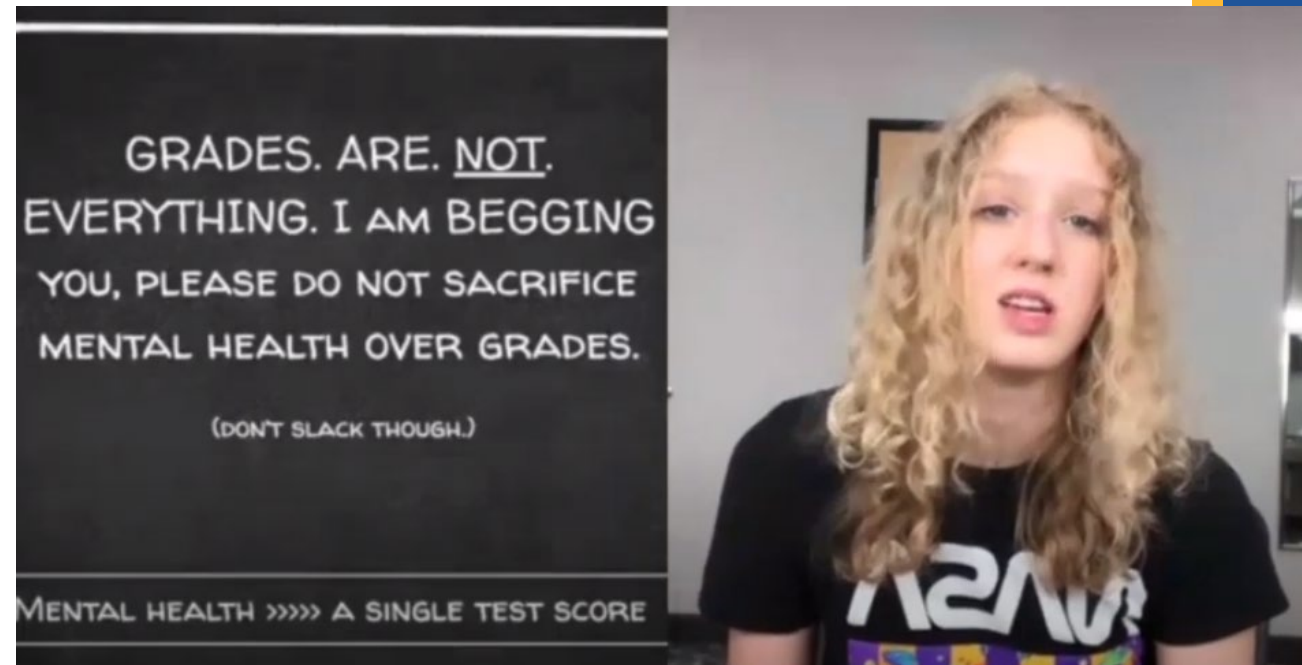 GRADES. ARE. NOT.
EVERYTHING. I AM BEGGING
YOU, PLEASE DO NOT SACRIFICE
MENTAL HEALTH OVER GRADES.
(DON'T SLACK THOUGH.)
MENTAL HEALTH >>>>> A SINGLE TEST SCORE
NASA